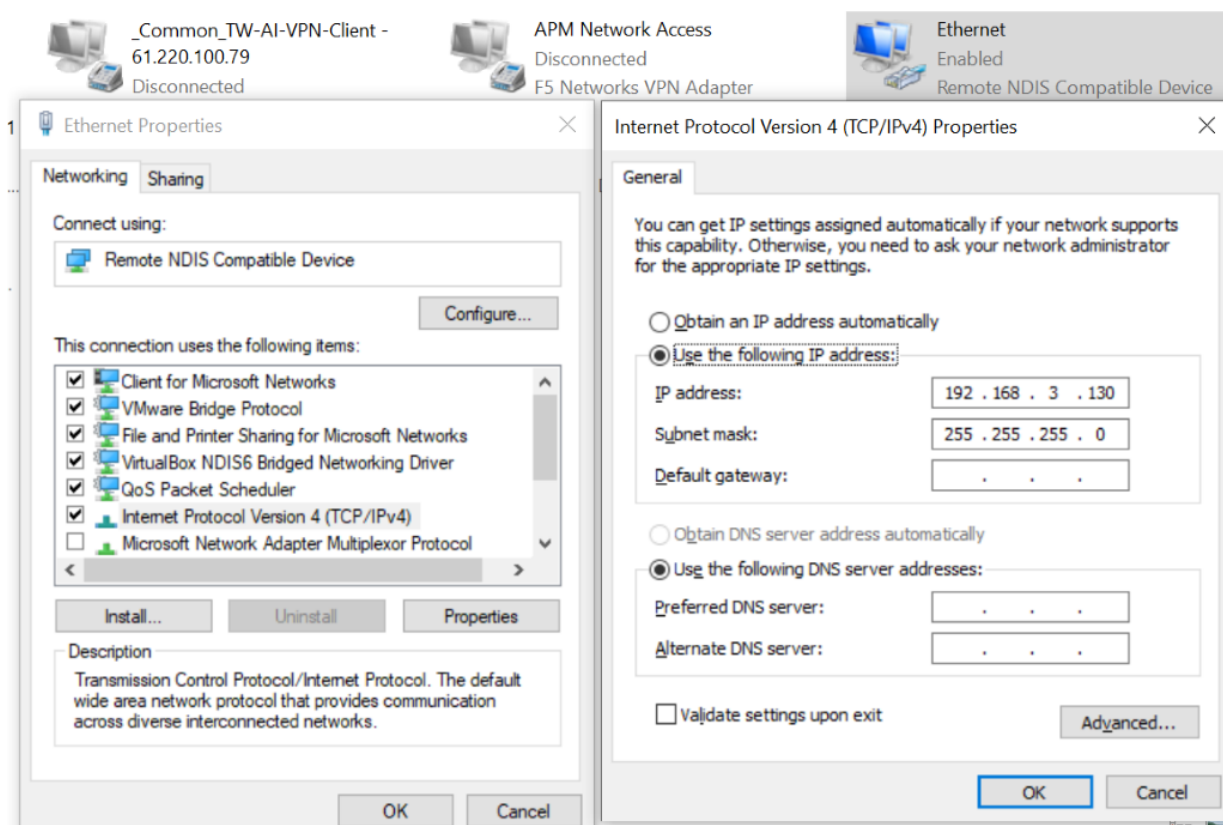 _Common_TW-AI-VPN-Client -
61.220.100.79
Disconnected
APM Network Access
Disconnected
F5 Networks VPN Adapter
Ethernet
Enabled
Remote NDIS Compatible Device
1
...
Ethernet Properties
Networking
Sharing
Connect using:
Remote NDIS Compatible Device
Configure...
This connection uses the following items:
Client for Microsoft Networks
VMware Bridge Protocol
File and Printer Sharing for Microsoft Networks
VirtualBox NDIS6 Bridged Networking Driver
QoS Packet Scheduler
Internet Protocol Version 4 (TCP/IPv4)
Microsoft Network Adapter Multiplexor Protocol
Install...
Uninstall
Properties
Description
Transmission Control Protocol/Internet Protocol. The default
wide area network protocol that provides communication
across diverse interconnected networks.
OK
Cancel
Internet Protocol Version 4 (TCP/IPv4) Properties
General
You can get IP settings assigned automatically if your network supports
this capability. Otherwise, you need to ask your network administrator
for the appropriate IP settings.
Obtain an IP address automatically
Use the following IP address:
IP address:
192 . 168 . 3 . 130
Subnet mask:
255 . 255 . 255 . 0
Default gateway:
. . .
Obtain DNS server address automatically
Use the following DNS server addresses:
Preferred DNS server:
. . .
Alternate DNS server:
. . .
Validate settings upon exit
Advanced...
OK
Cancel